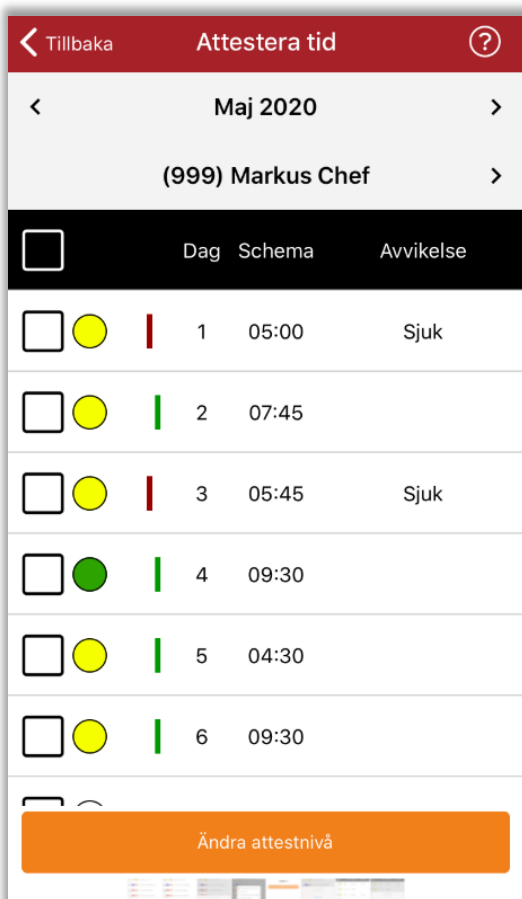 Tillbaka Attestera tid ?
Maj 2020
(999) Markus Chef
Dag Schema Avvikelse
1 05:00 Sjuk
2 07:45
3 05:45 Sjuk
4 09:30
5 04:30
6 09:30
Ändra attestnivå